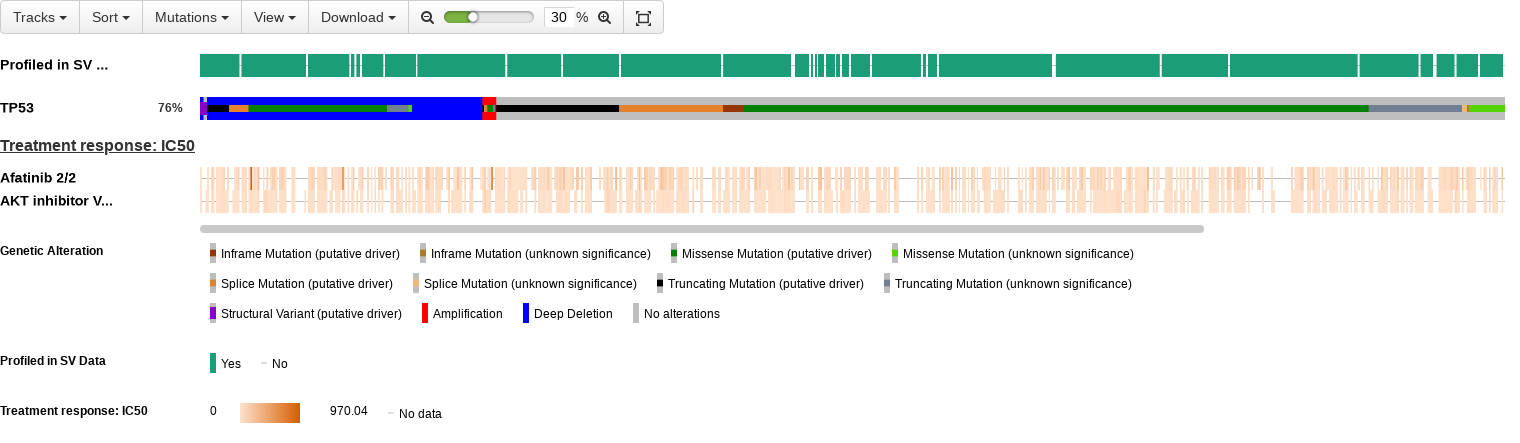 Tracks Sort Mutations View Download 30 %
Profiled in SV ...
TP53 76%
Treatment response: IC50
Afatinib 2/2
AKT inhibitor V...
Genetic Alteration Inframe Mutation (putative driver) Inframe Mutation (unknown significance) Missense Mutation (putative driver) Missense Mutation (unknown significance)
Splice Mutation (putative driver) Splice Mutation (unknown significance) Truncating Mutation (putative driver) Truncating Mutation (unknown significance)
Structural Variant (putative driver) Amplification Deep Deletion No alterations
Profiled in SV Data Yes No
Treatment response: IC50 0 970.04 No data